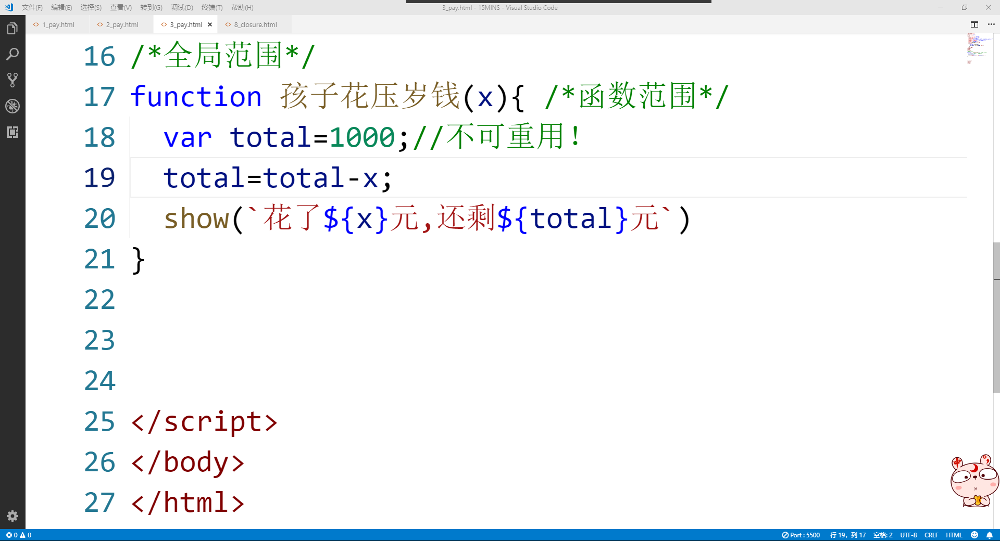 文件(F) 编辑(E) 选择(S) 查看(V) 转到(G) 调试(D) 终端(T) 帮助(H) 3_pay.html - 15MINS - Visual Studio Code
1_pay.html 2_pay.html 3_pay.html 8_closure.html
16 /*全局范围*/
17 function 孩子花压岁钱(x){ /*函数范围*/
18 var total=1000;//不可重用!
19 total=total-x;
20 show(`花了${x}元,还剩${total}元`)
21 }
22
23
24
25 </script>
26 </body>
27 </html>
中
0 0 Port : 5500 行 19, 列 17 空格: 2 UTF-8 CRLF HTML